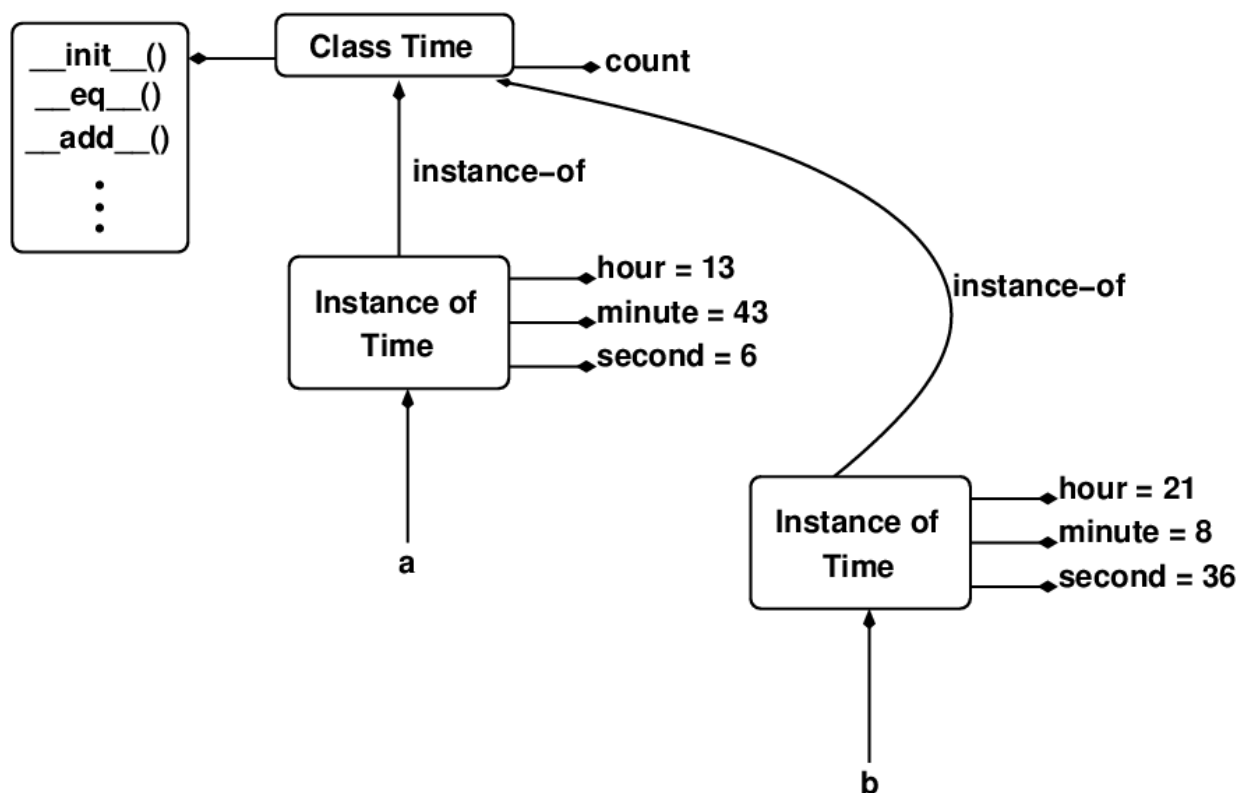 __init__()
__eq__()
__add__()
Class Time
count
instance–of
Instance of
Time
hour = 13
minute = 43
second = 6
a
instance–of
Instance of
Time
hour = 21
minute = 8
second = 36
b